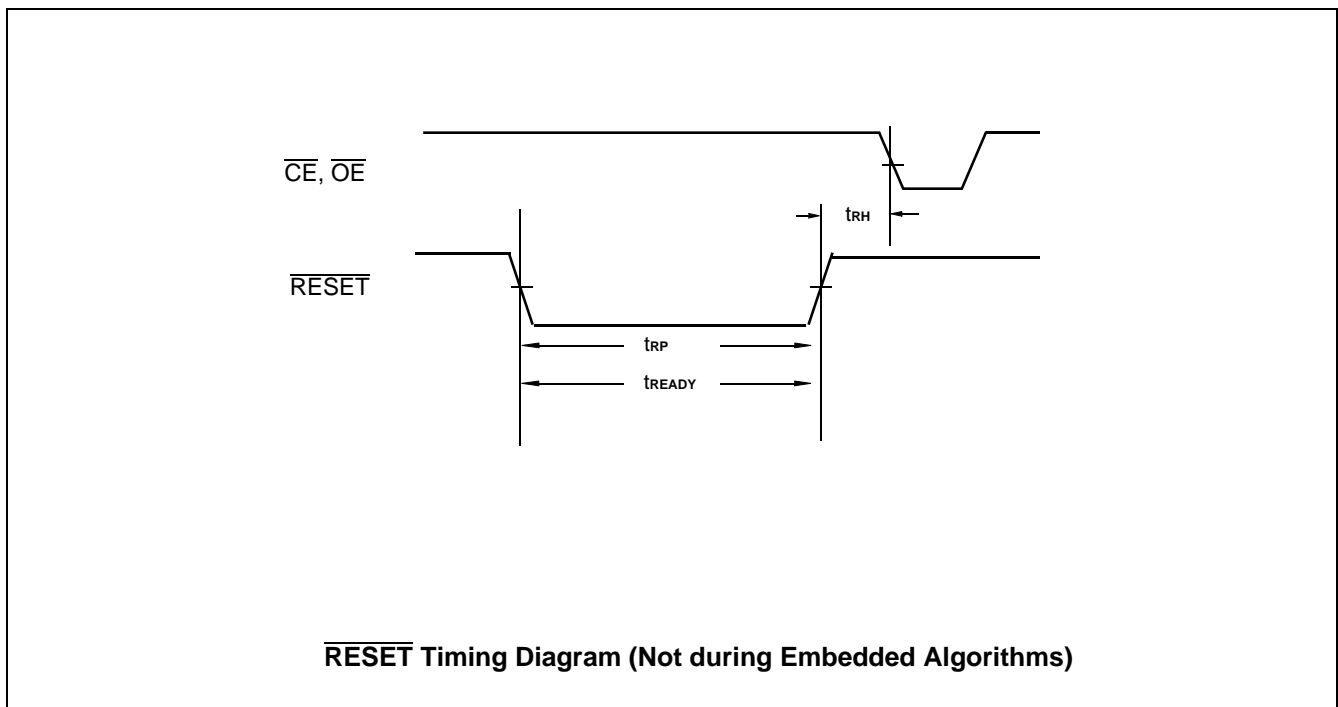 CE, OE
tRH
RESET
tRP
tREADY
RESET Timing Diagram (Not during Embedded Algorithms)